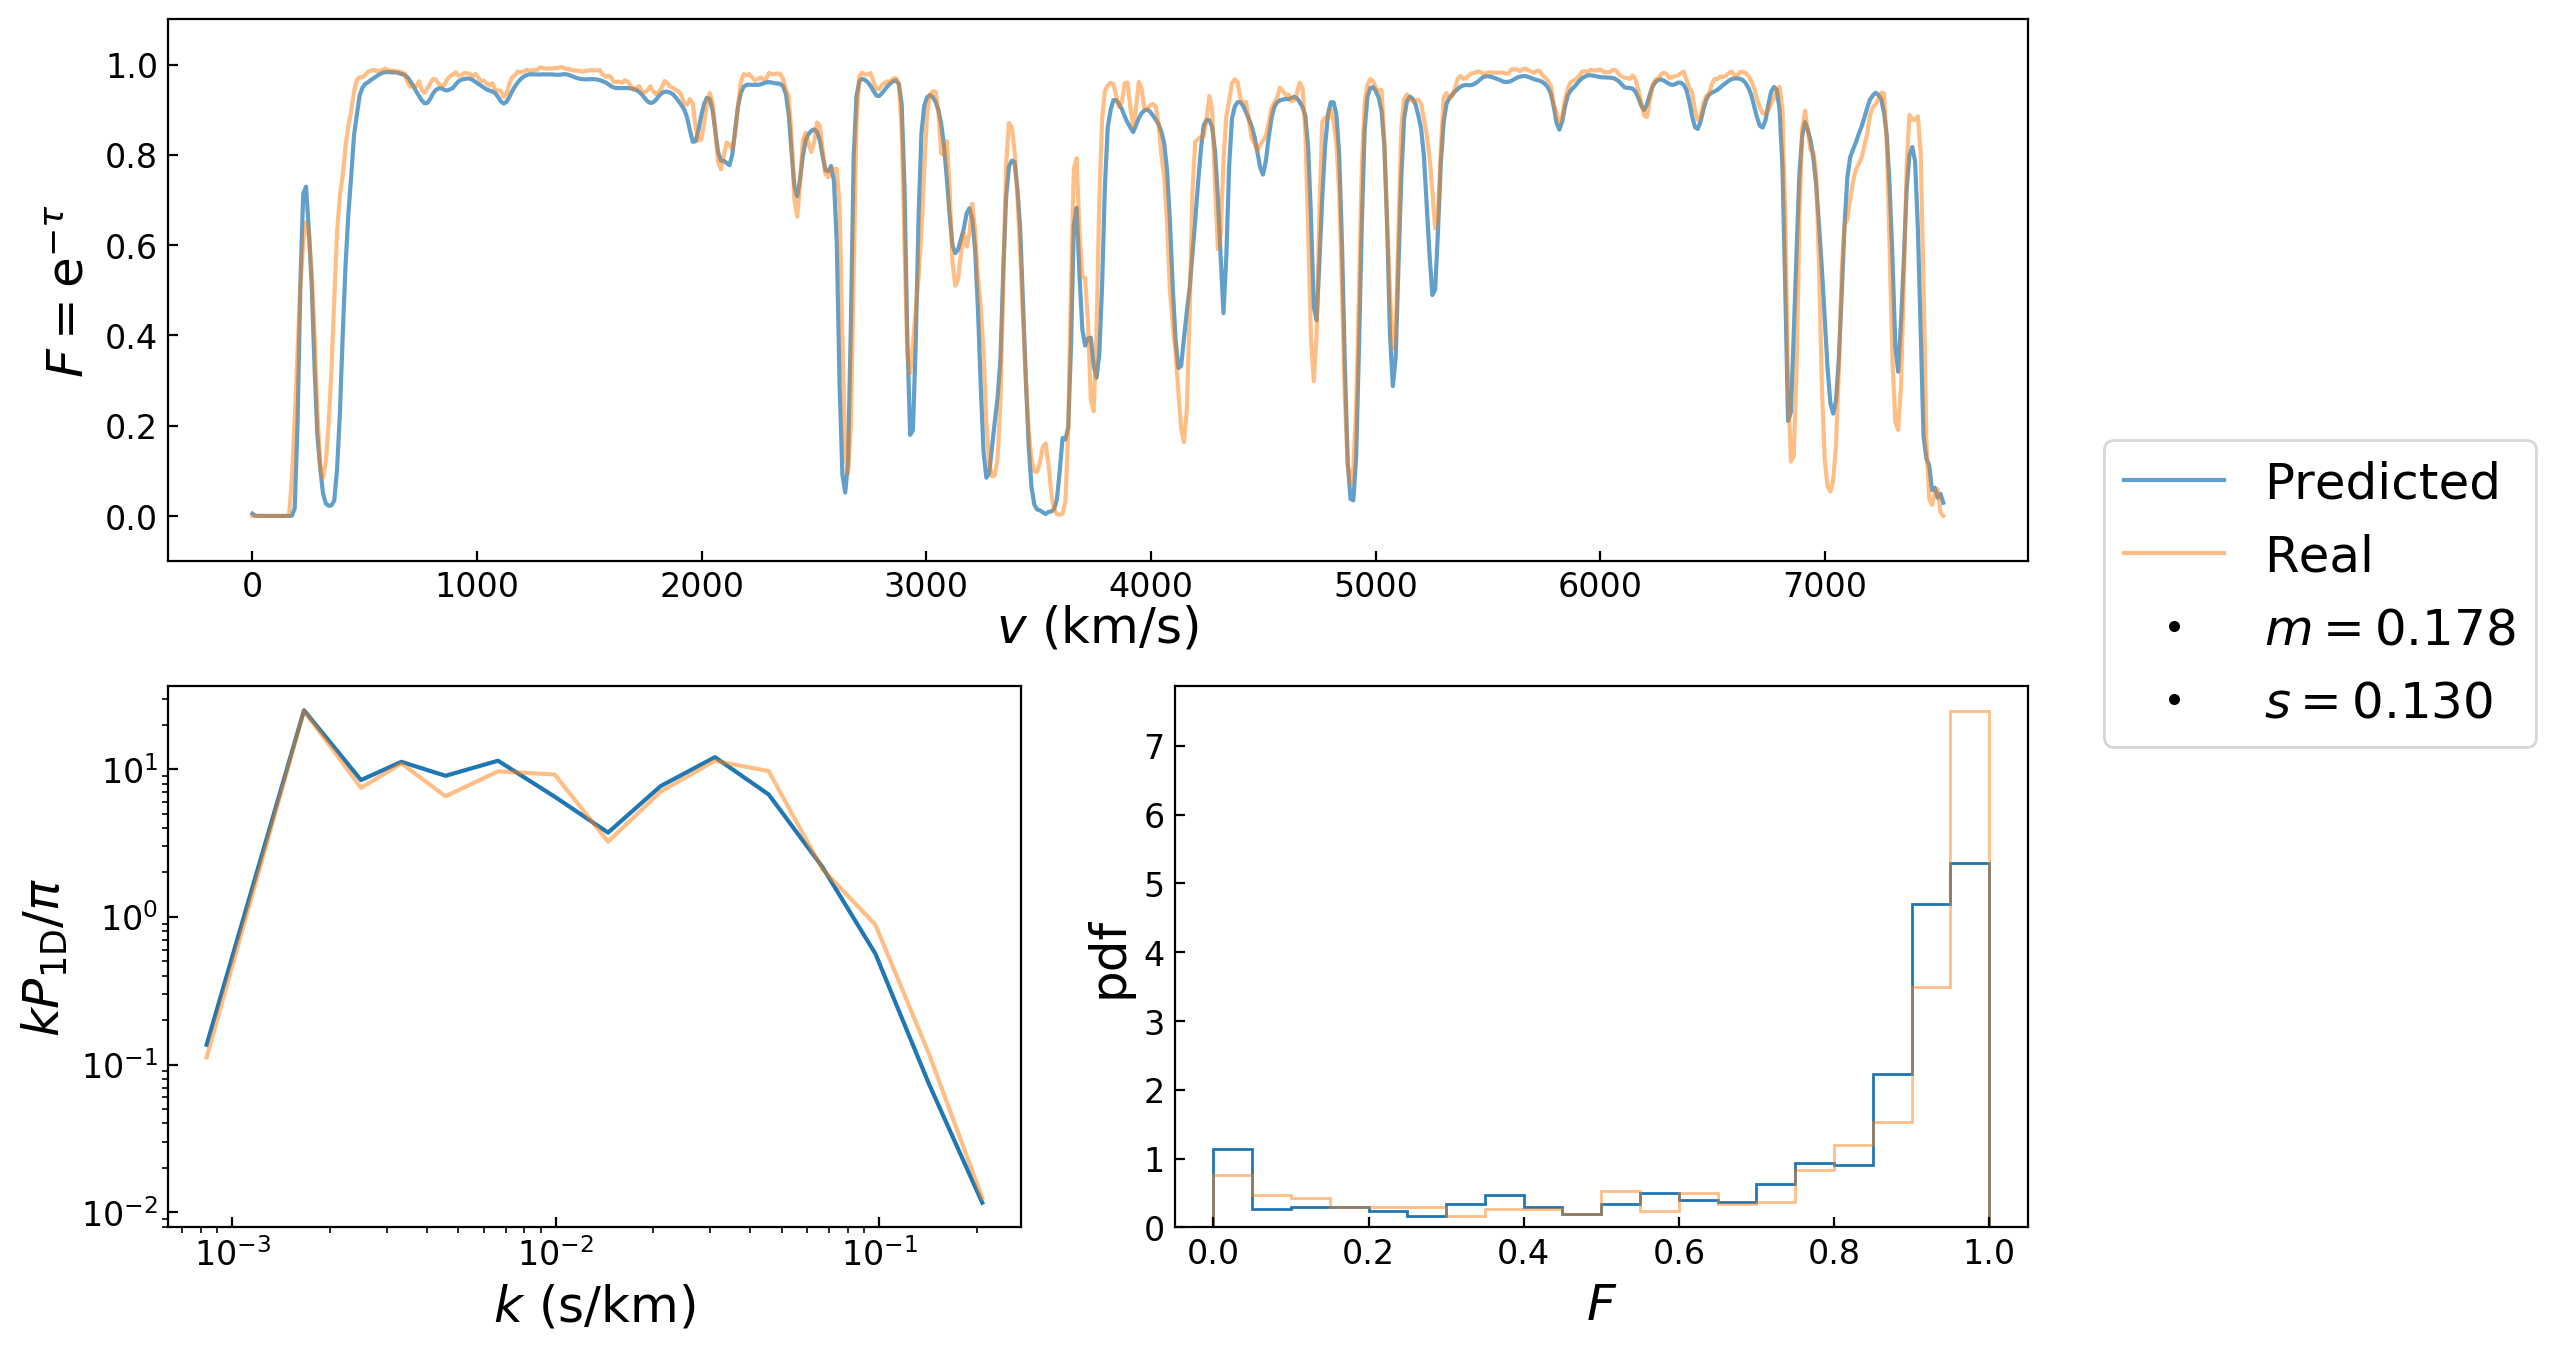 F = e^{−τ}
1.0
0.8
0.6
0.4
0.2
0.0
0 1000 2000 3000 4000 5000 6000 7000
v (km/s)
Predicted
Real
m = 0.178
s = 0.130
kP_{1D}/π
10^1
10^0
10^{−1}
10^{−2}
10^{−3} 10^{−2} 10^{−1}
k (s/km)
pdf
7
6
5
4
3
2
1
0
0.0 0.2 0.4 0.6 0.8 1.0
F